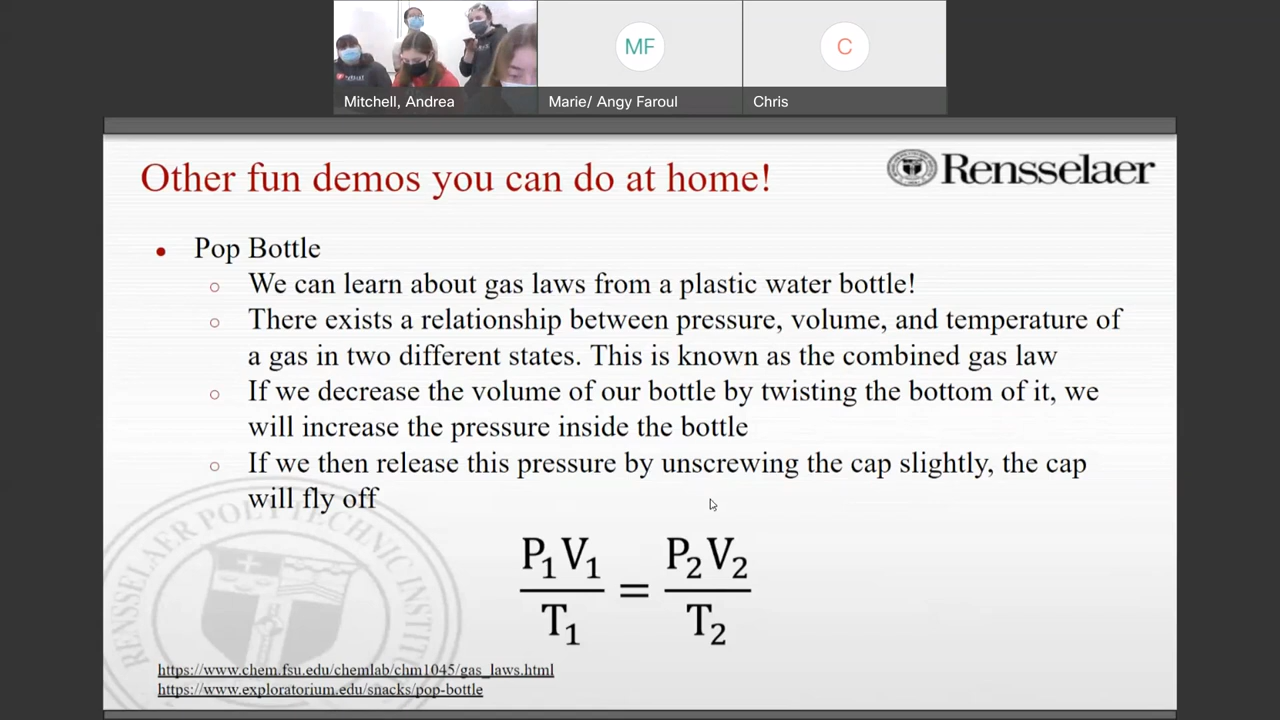 MF
C
Mitchell, Andrea
Marie/ Angy Faroul
Chris
Other fun demos you can do at home!
Rensselaer
• Pop Bottle
○ We can learn about gas laws from a plastic water bottle!
○ There exists a relationship between pressure, volume, and temperature of
a gas in two different states. This is known as the combined gas law
○ If we decrease the volume of our bottle by twisting the bottom of it, we
will increase the pressure inside the bottle
○ If we then release this pressure by unscrewing the cap slightly, the cap
will fly off
P₁V₁/T₁ = P₂V₂/T₂
RENSSELAER POLYTECHNIC INSTITU
https://www.chem.fsu.edu/chemlab/chm1045/gas_laws.html
https://www.exploratorium.edu/snacks/pop-bottle